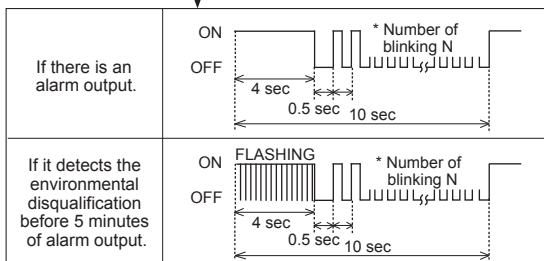 If there is an
alarm output.
ON
OFF
* Number of
blinking N
4 sec
0.5 sec
10 sec
If it detects the
environmental
disqualification
before 5 minutes
of alarm output.
ON
FLASHING
OFF
* Number of
blinking N
4 sec
0.5 sec
10 sec